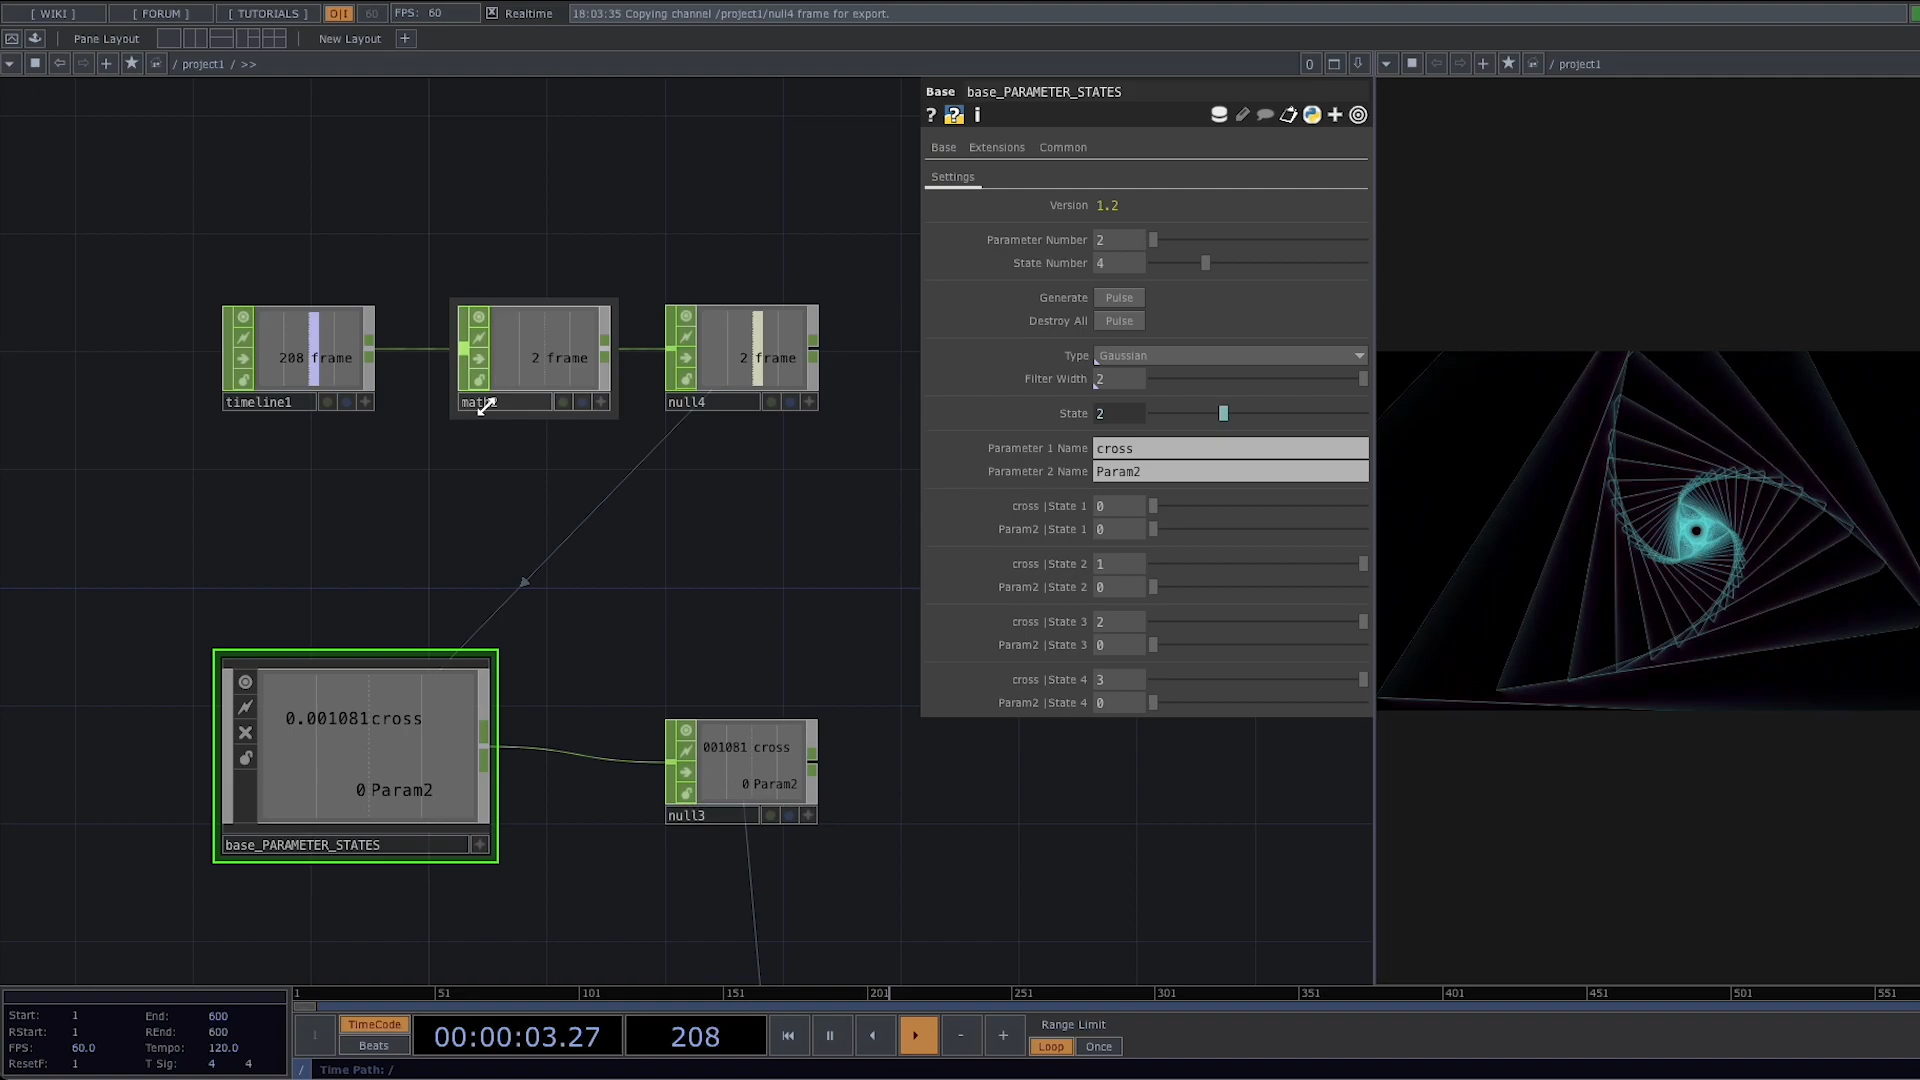 [ WIKI ] [ FORUM ] [ TUTORIALS ] O|I 60 FPS: 60 Realtime 18:03:35 Copying channel /project1/null4 frame for export.
Pane Layout New Layout +
/ project1 / >> 0 / project1
Base base_PARAMETER_STATES
? ? i
Base Extensions Common
Settings
Version 1.2
Parameter Number 2
State Number 4
Generate Pulse
Destroy All Pulse
Type Gaussian
Filter Width 2
State 2
Parameter 1 Name cross
Parameter 2 Name Param2
cross |State 1 0
Param2 |State 1 0
cross |State 2 1
Param2 |State 2 0
cross |State 3 2
Param2 |State 3 0
cross |State 4 3
Param2 |State 4 0
208 frame
timeline1
2 frame
2 frame
null4
0.001081 cross
0 Param2
base_PARAMETER_STATES
001081 cross
0 Param2
null3
1 51 101 151 201 251 301 351 401 451 501 551
Start: 1 End: 600
RStart: 1 REnd: 600
FPS: 60.0 Tempo: 120.0
ResetF: 1 T Sig: 4 4
TimeCode
Beats
00:00:03.27
208
- +
Range Limit
Loop Once
/ Time Path: /